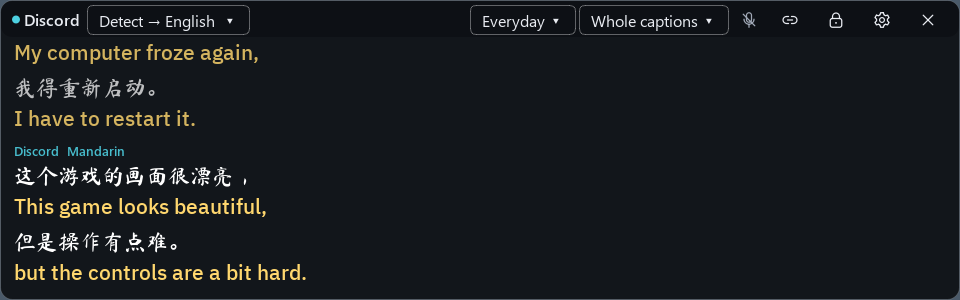 Discord
Detect → English
Everyday
Whole captions
My computer froze again,
我得重新启动。
I have to restart it.
Discord Mandarin
这个游戏的画面很漂亮，
This game looks beautiful,
但是操作有点难。
but the controls are a bit hard.